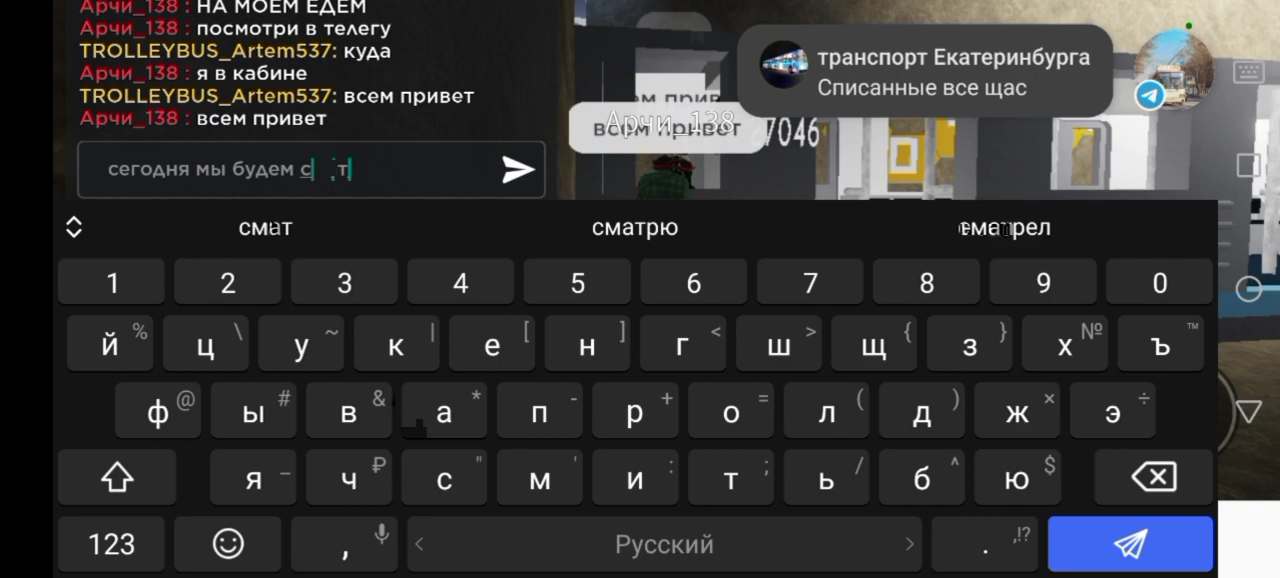 Арчи_138 : НА МОЕМ ЕДЕМ
Арчи_138 : посмотри в телегу
TROLLEYBUS_Artem537: куда
Арчи_138 : я в кабине
TROLLEYBUS_Artem537: всем привет
Арчи_138 : всем привет
сегодня мы будем
транспорт Екатеринбурга
Списанные все щас
Арчи_138
всем привет
7046
смат сматрю
1 2 3 4 5 6 7 8 9 0
й % ц \ у ~ к | е [ н ] г < ш > щ { з } х № ъ ™
ф @ ы # в & а * п - р + о = л ( д ) ж × э ÷
я _ ч ₽ с " м ' и : т ; ь / б ^ ю $
123 , < Русский > . ,!?